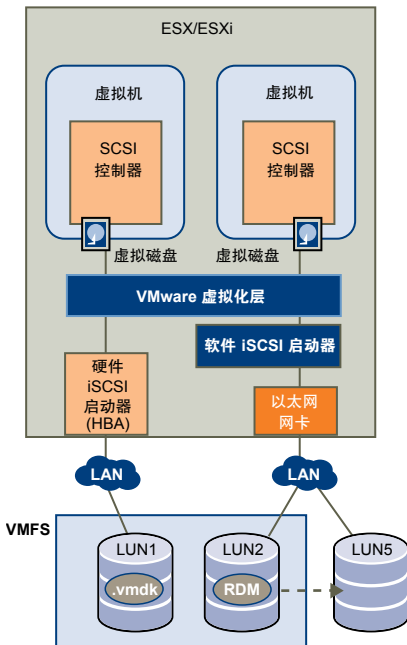 ESX/ESXi
虚拟机
虚拟机
SCSI
控制器
SCSI
控制器
虚拟磁盘
虚拟磁盘
VMware 虚拟化层
软件 iSCSI 启动器
硬件
iSCSI
启动器
(HBA)
以太网
网卡
LAN
LAN
VMFS
LUN1
LUN2
LUN5
.vmdk
RDM